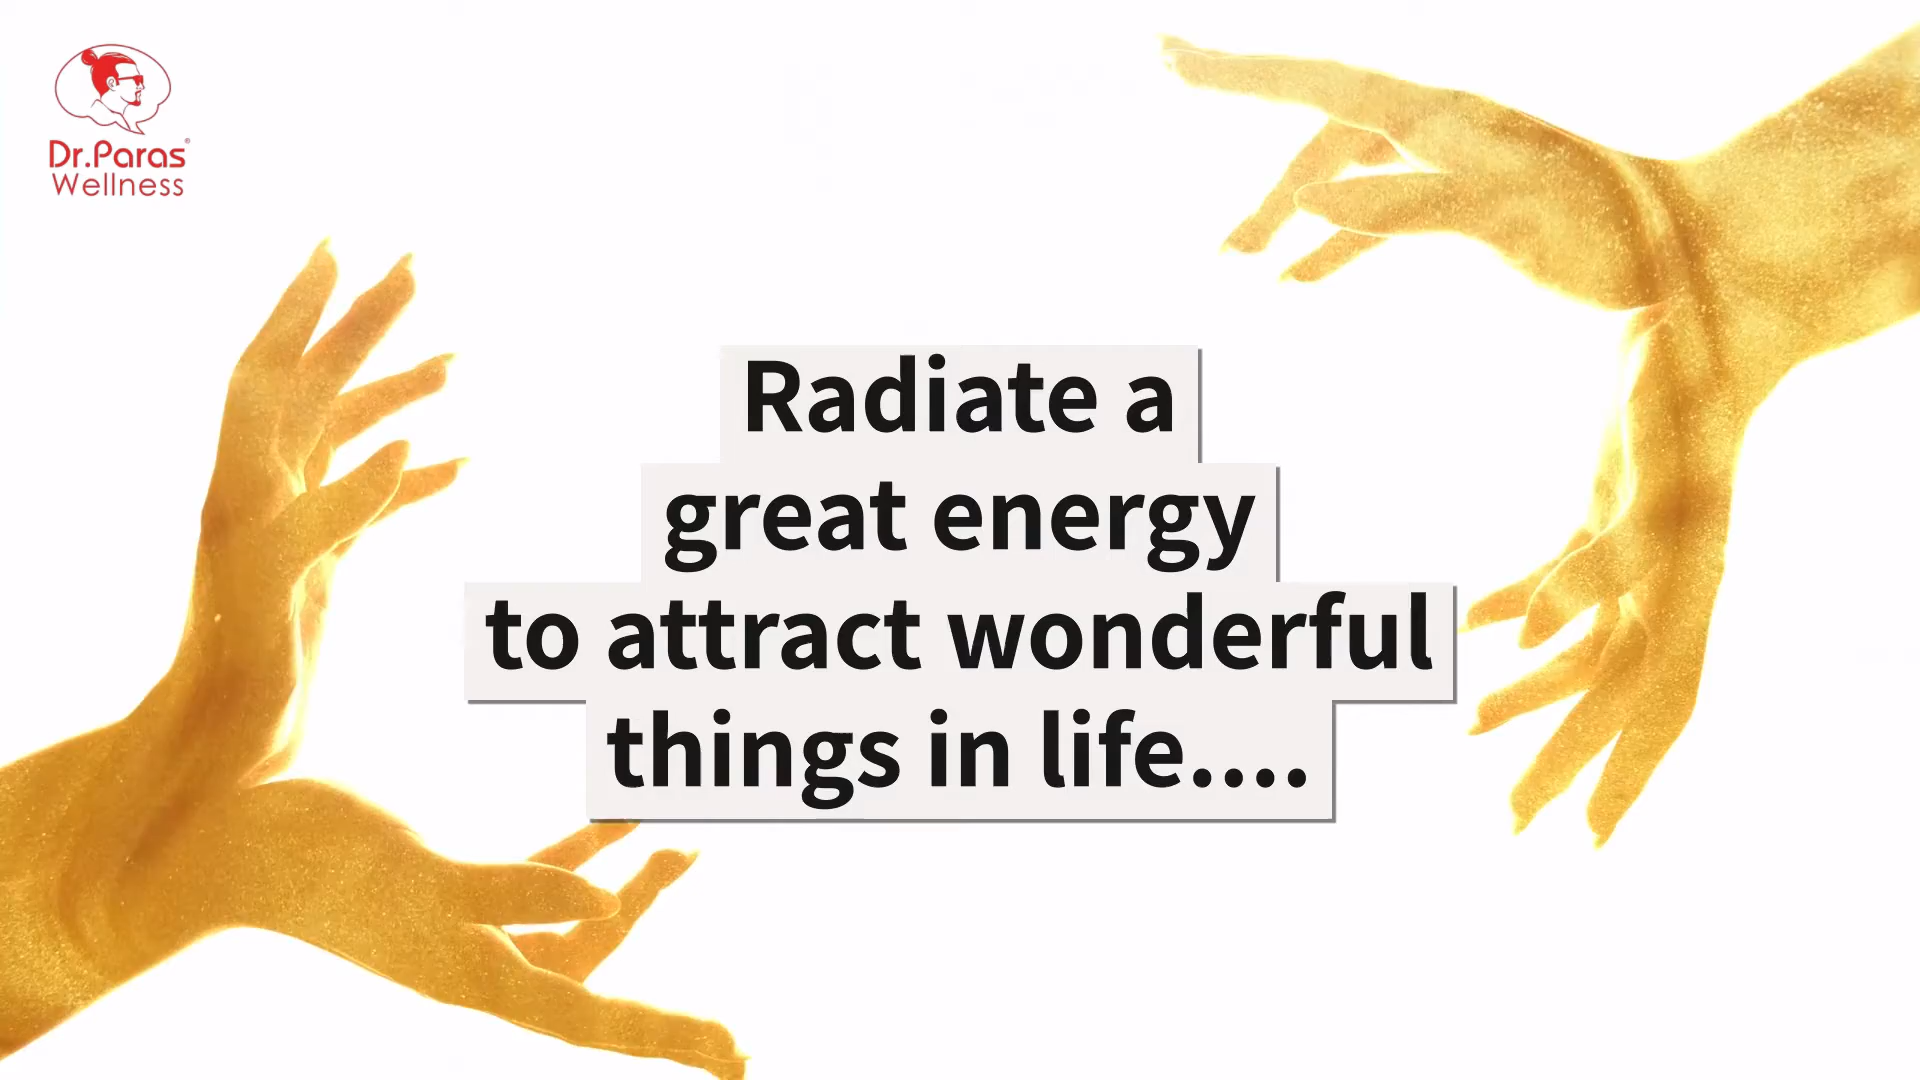 Dr.Paras®
Wellness
Radiate a
great energy
to attract wonderful
things in life....